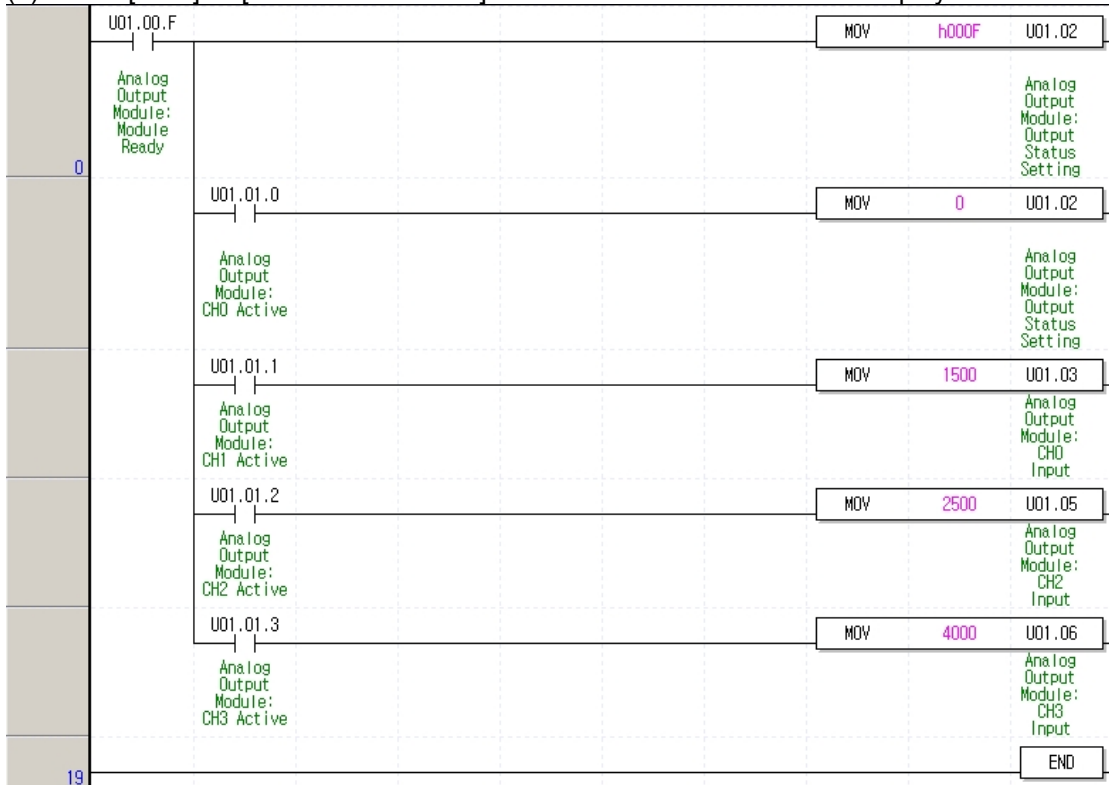 U01.00.F
MOV h000F U01.02
Analog
Output
Module:
Module
Ready
Analog
Output
Module:
Output
Status
Setting
0
U01.01.0
MOV 0 U01.02
Analog
Output
Module:
CH0 Active
Analog
Output
Module:
Output
Status
Setting
U01.01.1
MOV 1500 U01.03
Analog
Output
Module:
CH1 Active
Analog
Output
Module:
CH0
Input
U01.01.2
MOV 2500 U01.05
Analog
Output
Module:
CH2 Active
Analog
Output
Module:
CH2
Input
U01.01.3
MOV 4000 U01.06
Analog
Output
Module:
CH3 Active
Analog
Output
Module:
CH3
Input
END
19